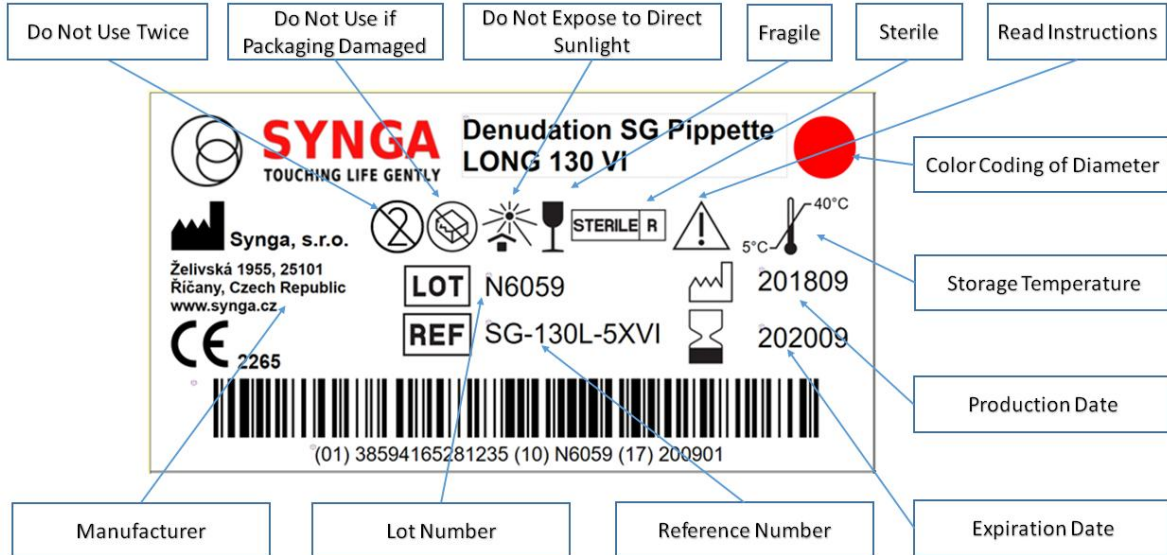 Do Not Use Twice
Do Not Use if
Packaging Damaged
Do Not Expose to Direct
Sunlight
Fragile
Sterile
Read Instructions
SYNGA
TOUCHING LIFE GENTLY
Denudation SG Pippette
LONG 130 VI
Color Coding of Diameter
2
STERILE R
40°C
5°C
Synga, s.r.o.
Želivská 1955, 25101
Říčany, Czech Republic
www.synga.cz
LOT N6059
201809
Storage Temperature
CE 2265
REF SG-130L-5XVI
202009
Production Date
(01) 38594165281235 (10) N6059 (17) 200901
Manufacturer
Lot Number
Reference Number
Expiration Date